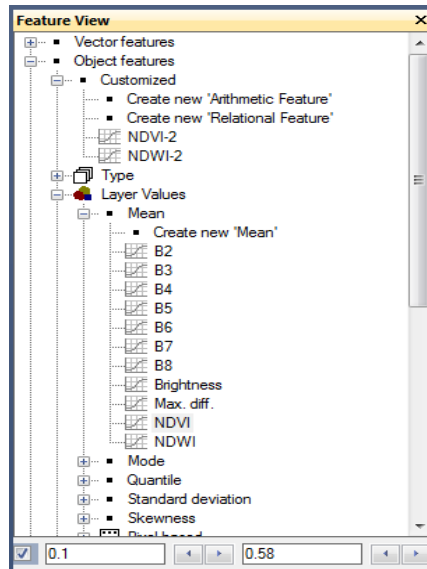 Feature View
Vector features
Object features
Customized
Create new 'Arithmetic Feature'
Create new 'Relational Feature'
NDVI-2
NDWI-2
Type
Layer Values
Mean
Create new 'Mean'
B2
B3
B4
B5
B6
B7
B8
Brightness
Max. diff.
NDVI
NDWI
Mode
Quantile
Standard deviation
Skewness
Pixel-based
0.1 0.58